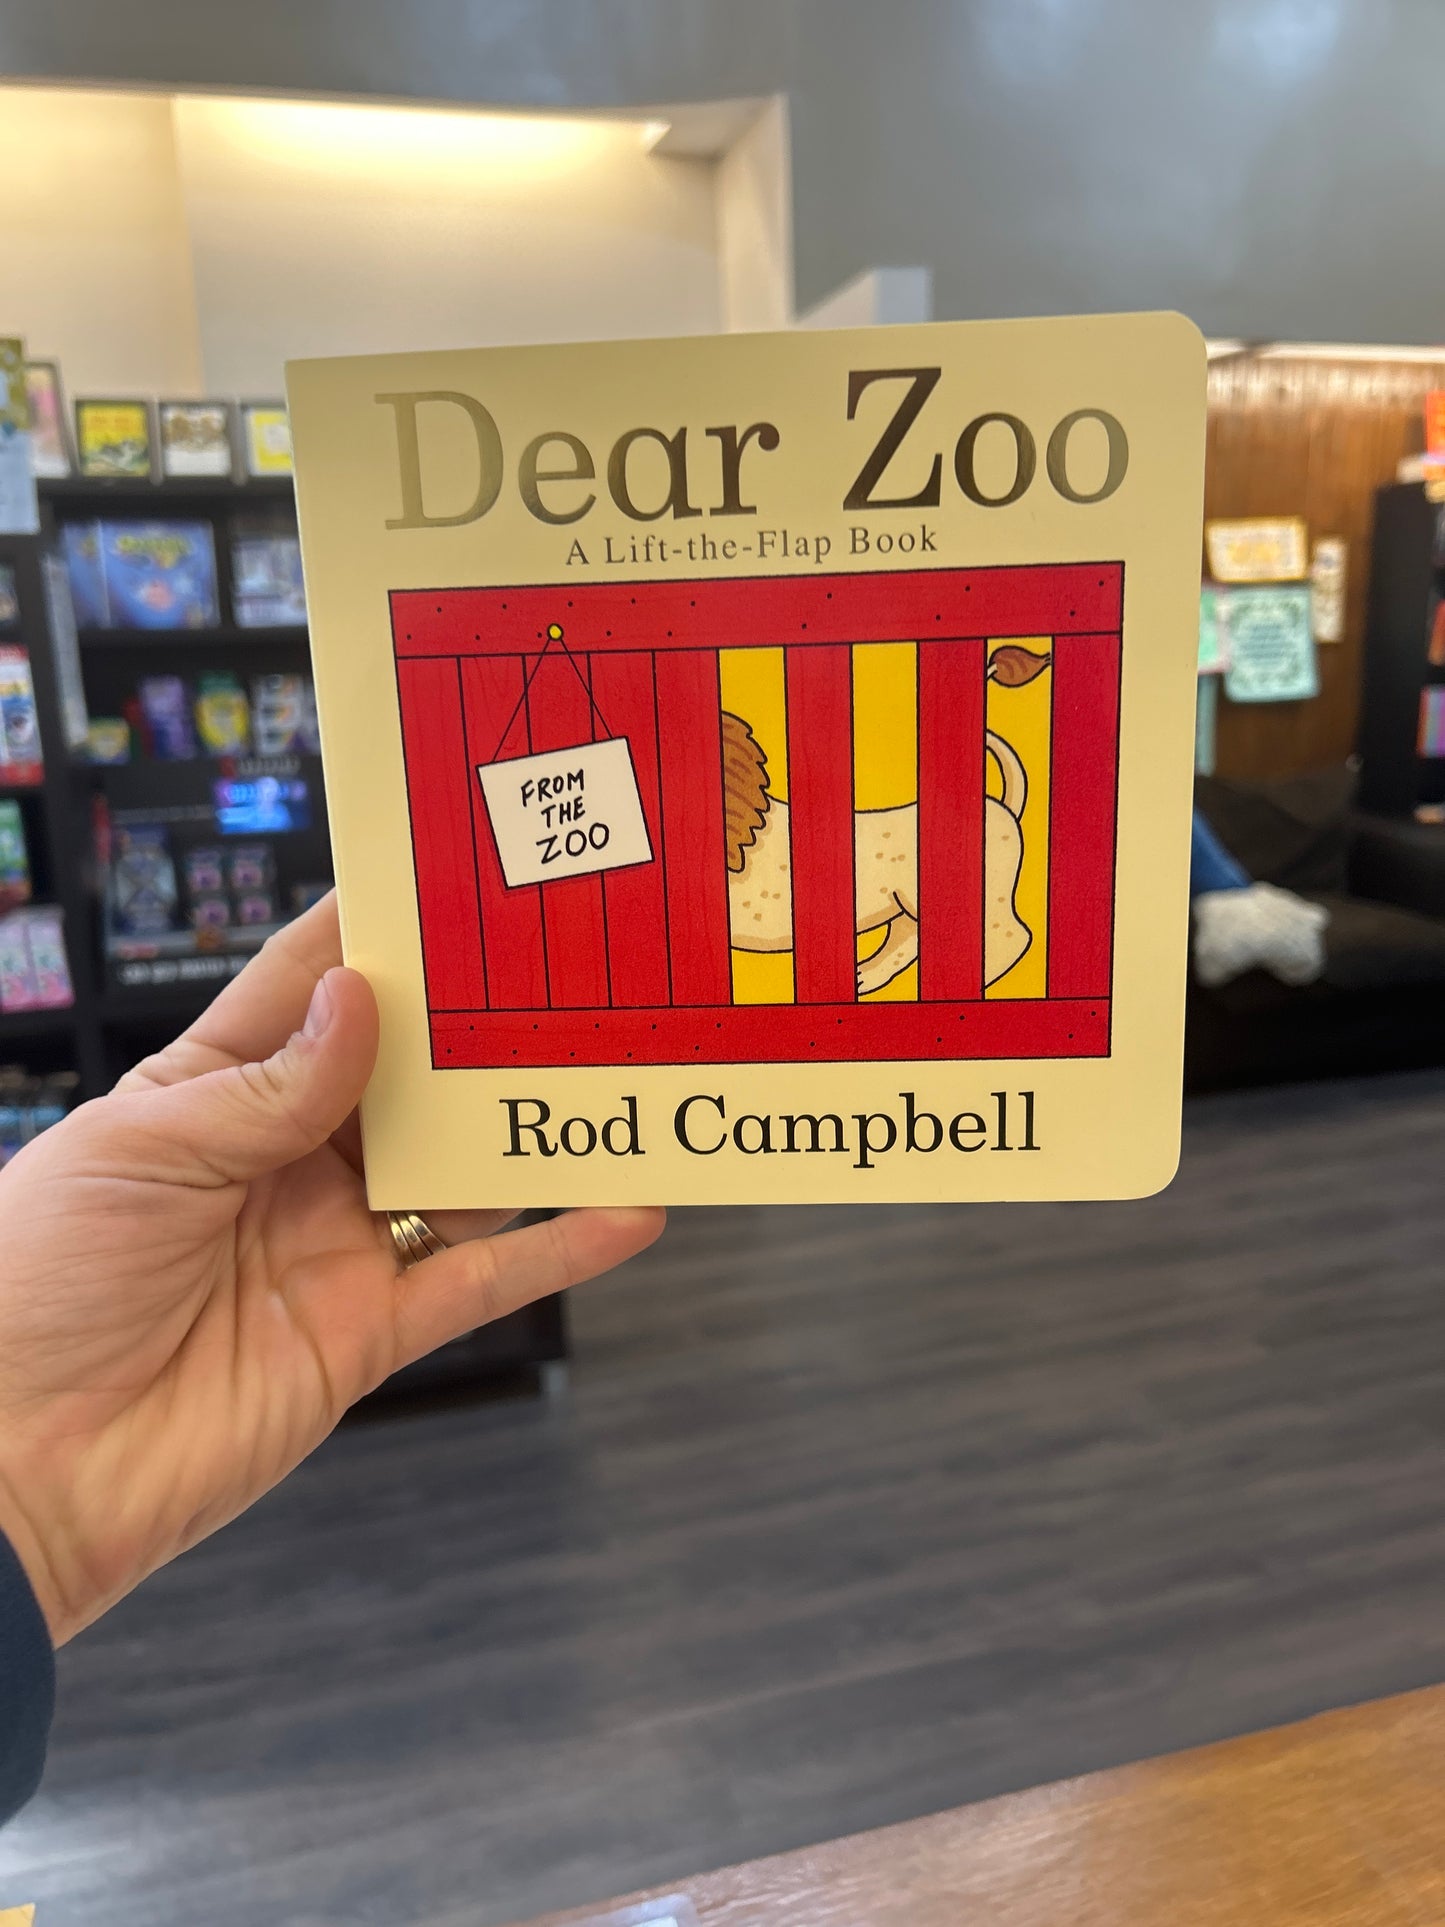 Dear Zoo
A Lift-the-Flap Book
FROM
THE
ZOO
Rod Campbell